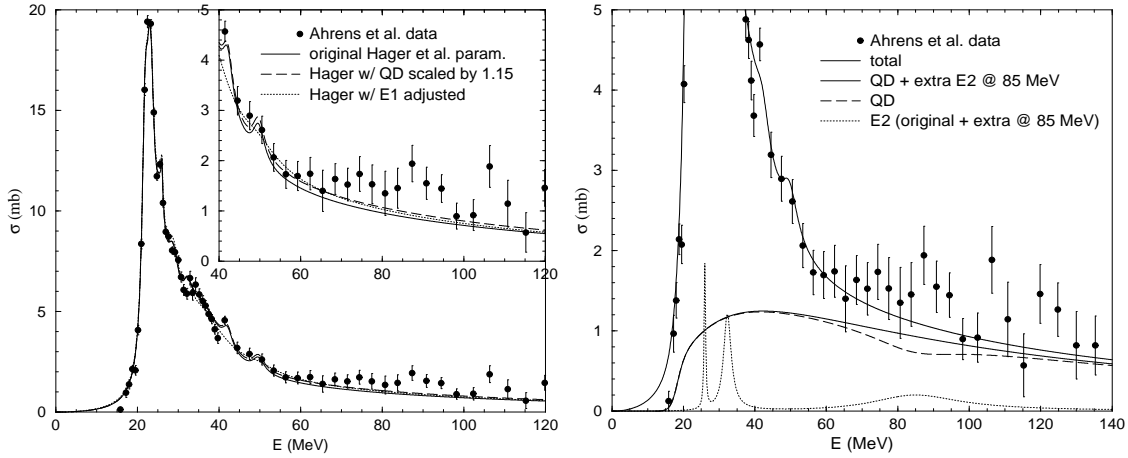 20
15
10
5
0
σ (mb)
0 20 40 60 80 100 120
E (MeV)
5
4
3
2
1
0
40 60 80 100 120
Ahrens et al. data
original Hager et al. param.
Hager w/ QD scaled by 1.15
Hager w/ E1 adjusted
5
4
3
2
1
0
σ (mb)
0 20 40 60 80 100 120 140
E (MeV)
Ahrens et al. data
total
QD + extra E2 @ 85 MeV
QD
E2 (original + extra @ 85 MeV)